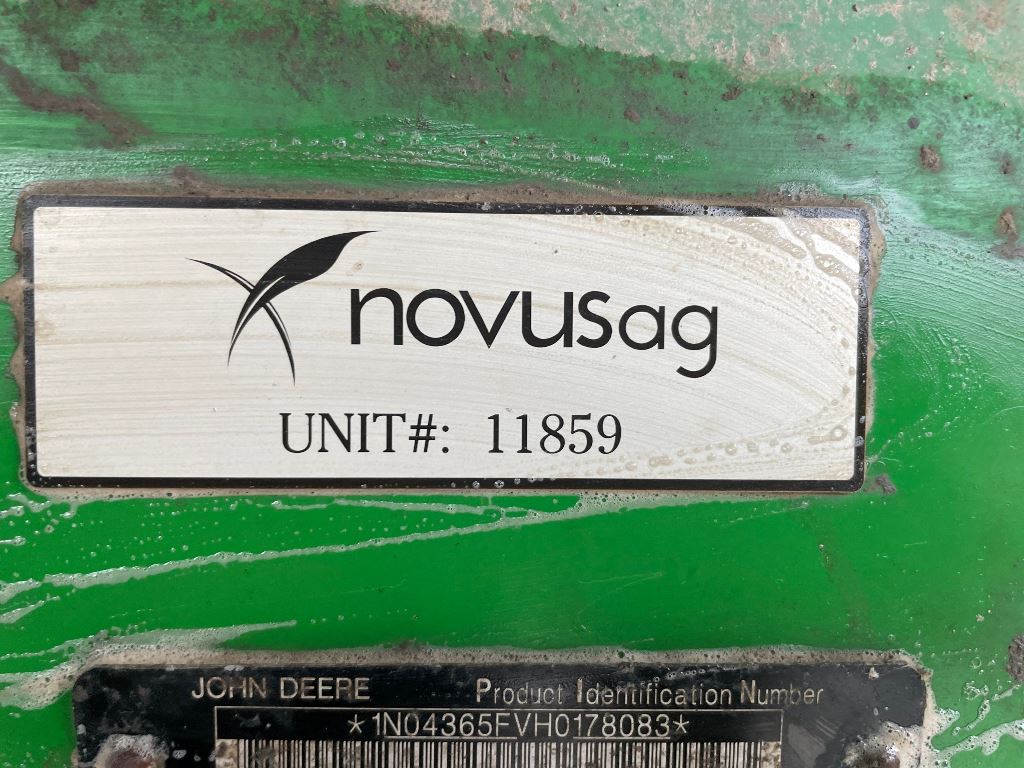 novusag
UNIT#: 11859
JOHN DEERE Product Identification Number
*1N04365FVH0178083*